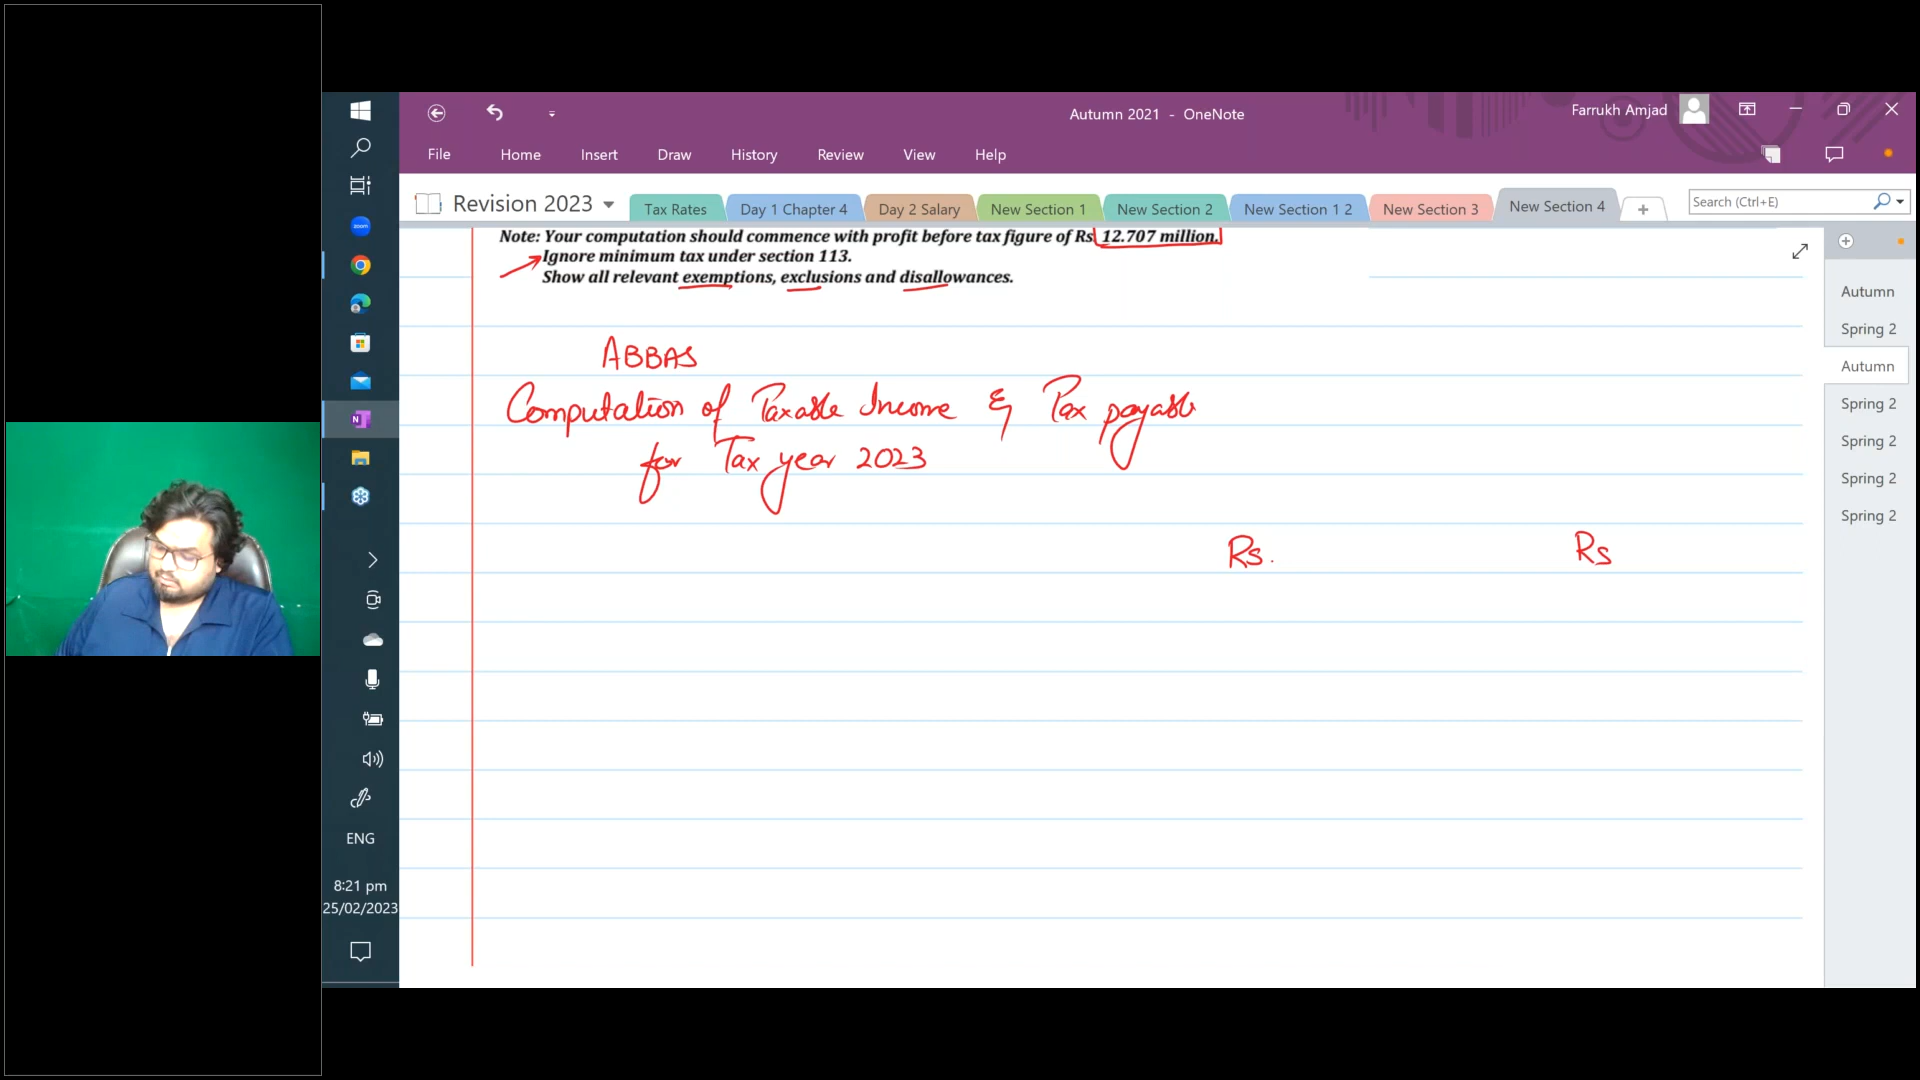 Autumn 2021 - OneNote
Farrukh Amjad
File Home Insert Draw History Review View Help
Revision 2023
Tax Rates
Day 1 Chapter 4
Day 2 Salary
New Section 1
New Section 2
New Section 1 2
New Section 3
New Section 4
Search (Ctrl+E)
Note: Your computation should commence with profit before tax figure of Rs 12.707 million.
Ignore minimum tax under section 113.
Show all relevant exemptions, exclusions and disallowances.
ABBAS
Computation of Taxable Income & Tax payable
for Tax year 2023
Rs. Rs
Autumn
Spring 2
Autumn
Spring 2
Spring 2
Spring 2
Spring 2
zoom
N
ENG
8:21 pm
25/02/2023